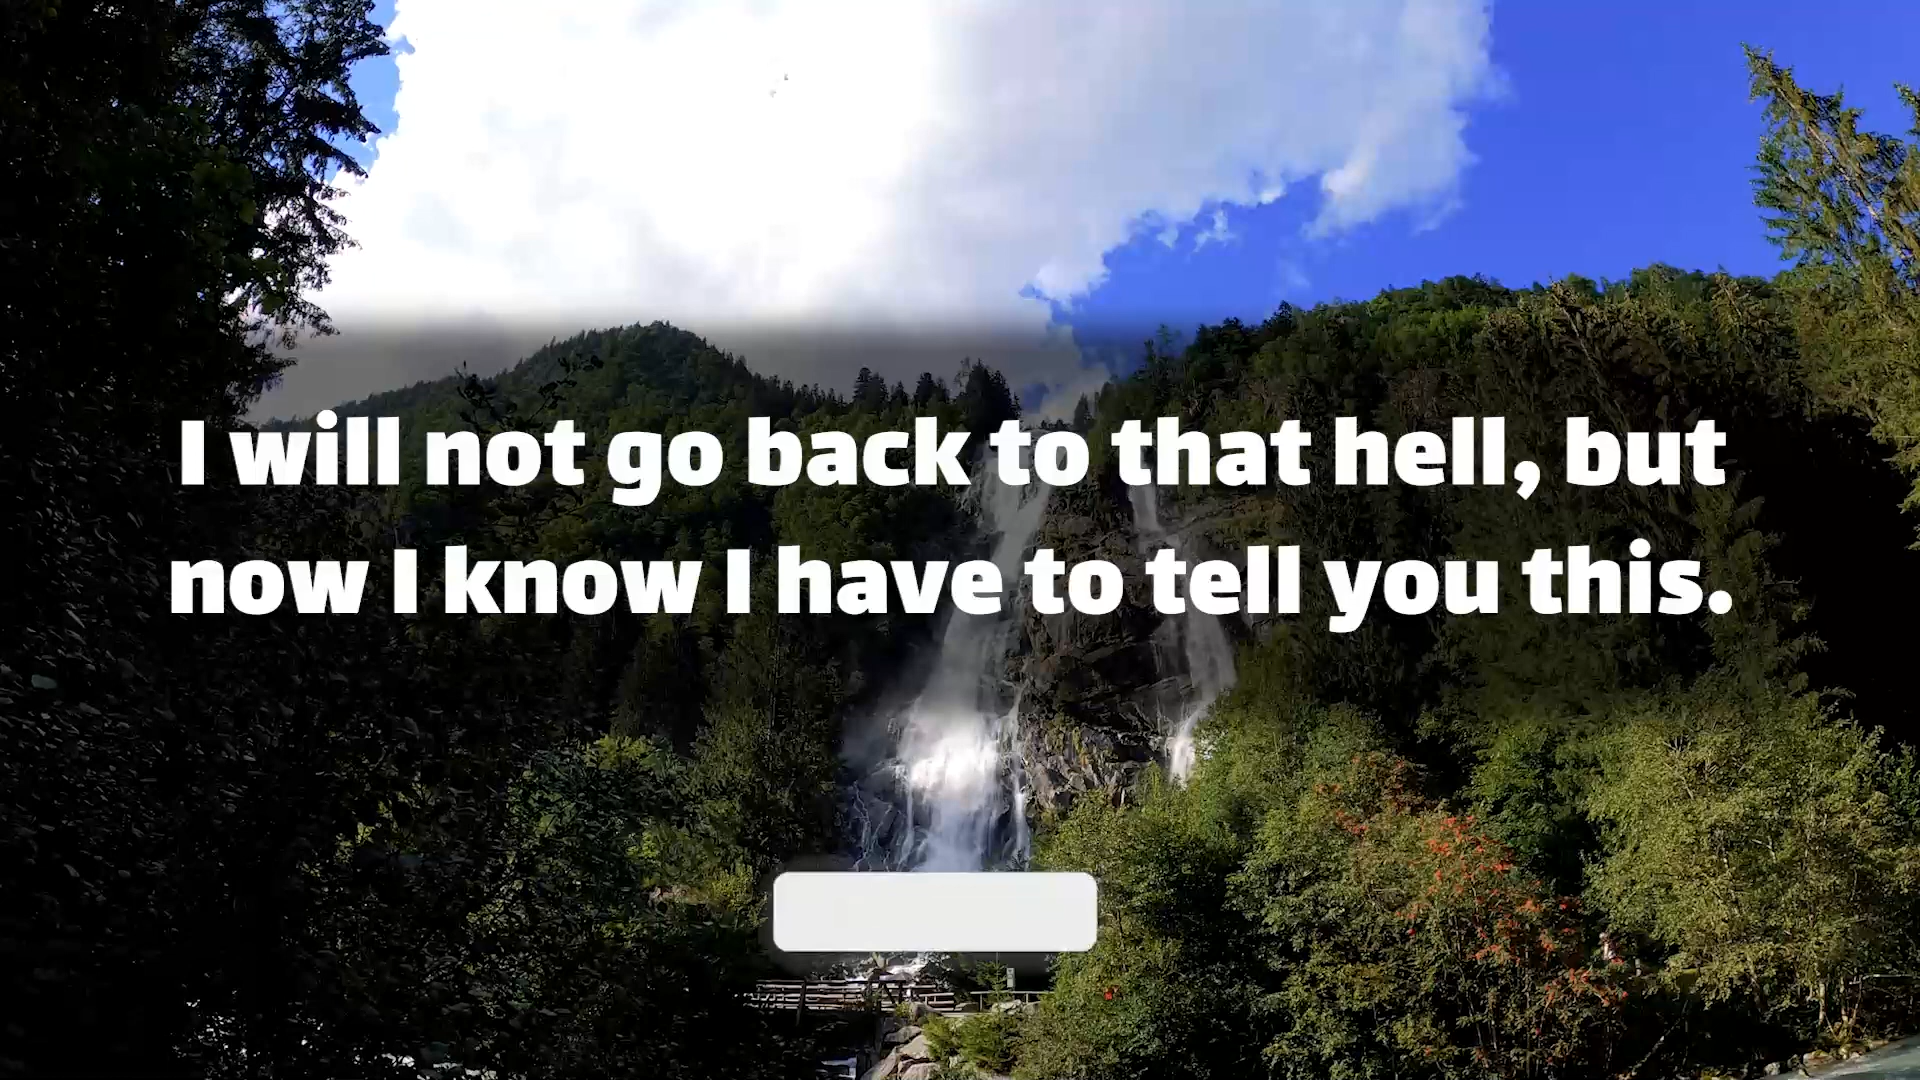 I will not go back to that hell, but
now I know I have to tell you this.